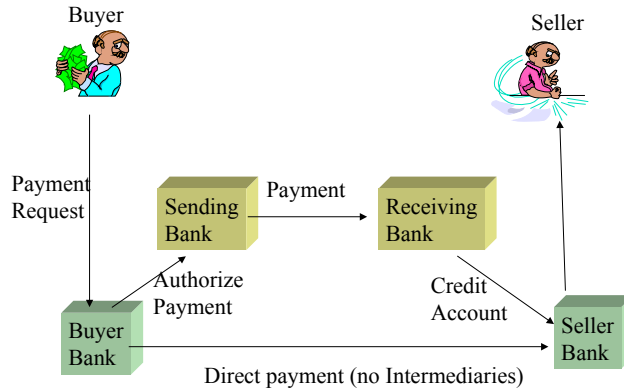 Buyer
Seller
Payment
Request
Sending
Bank
Payment
Receiving
Bank
Authorize
Payment
Credit
Account
Buyer
Bank
Seller
Bank
Direct payment (no Intermediaries)